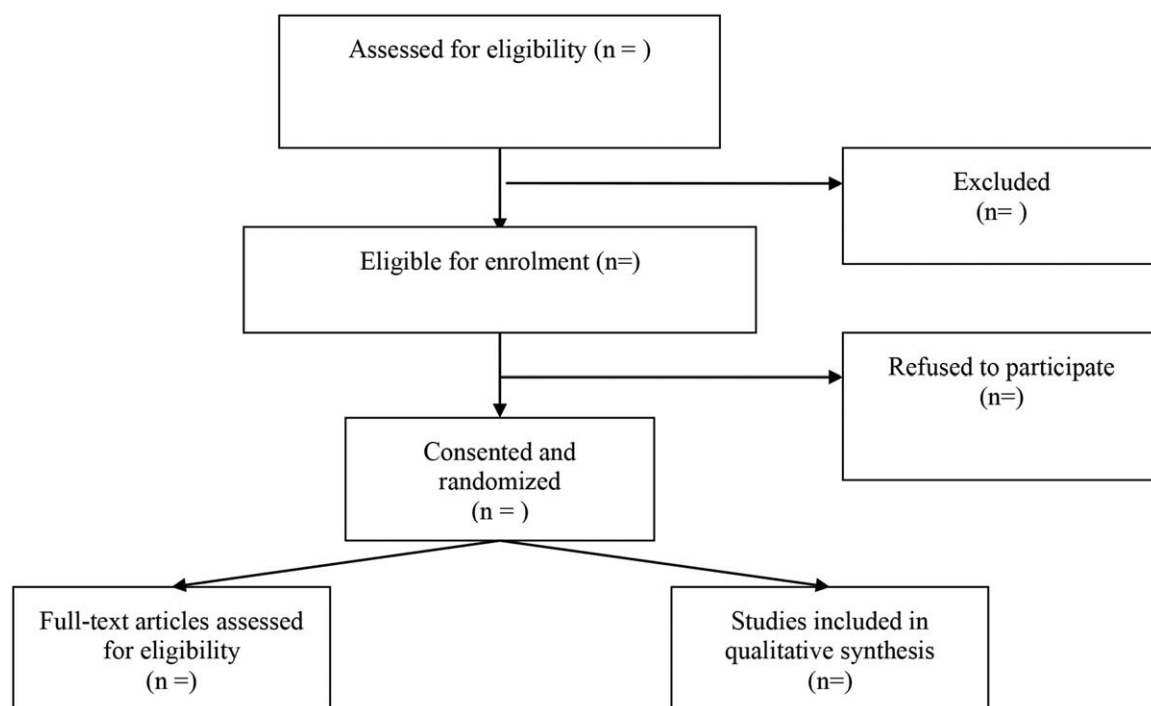 Assessed for eligibility (n = )
Excluded
(n= )
Eligible for enrolment (n=)
Refused to participate
(n=)
Consented and
randomized
(n = )
Full-text articles assessed
for eligibility
(n =)
Studies included in
qualitative synthesis
(n=)